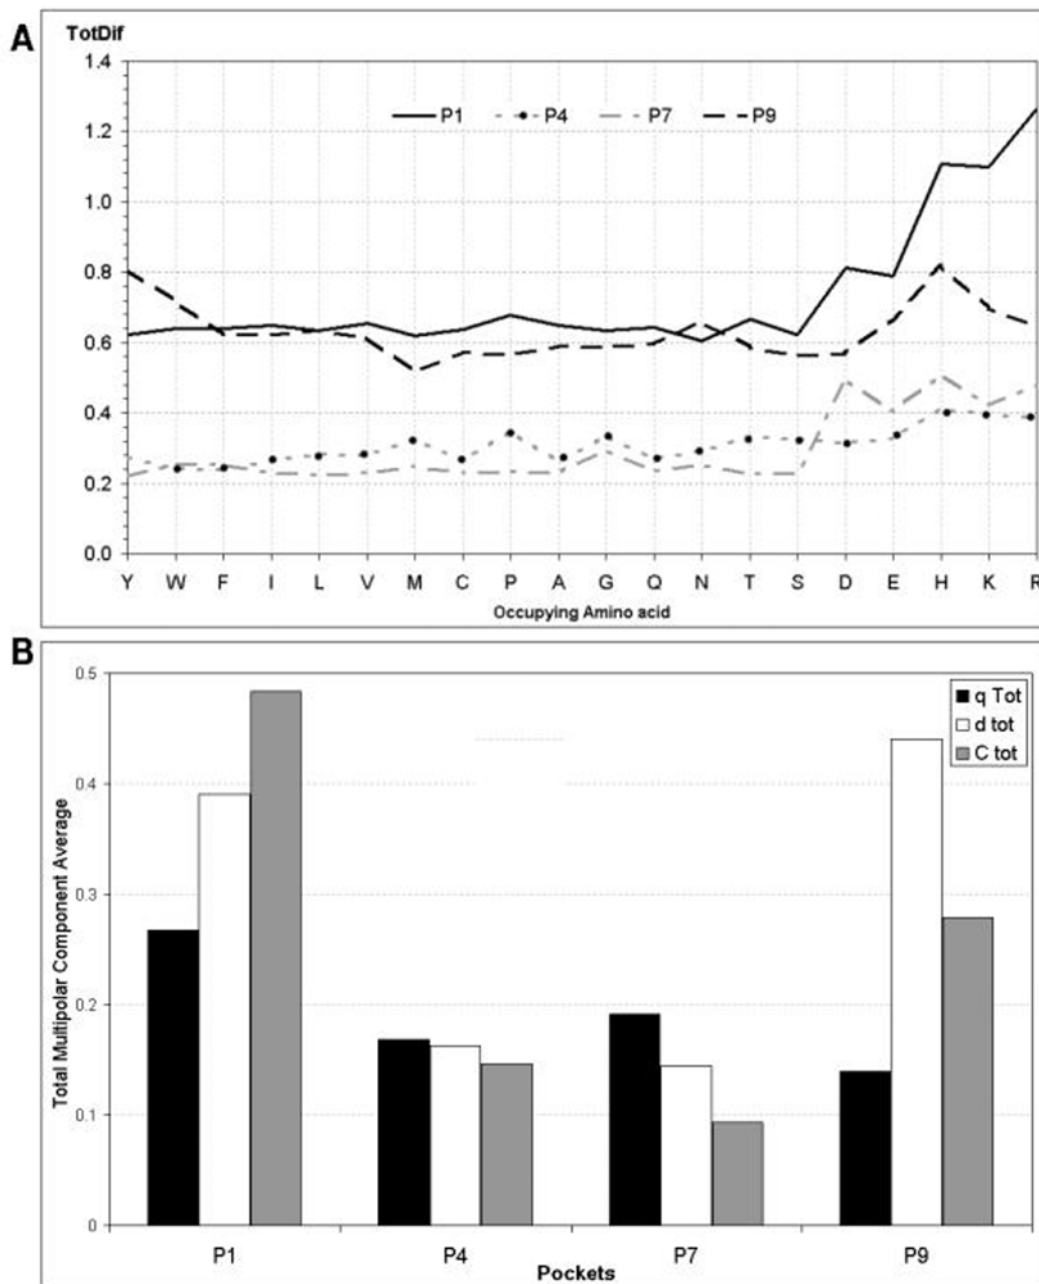 A
TotDif
1.4
P1 P4 P7 P9
1.2
1.0
0.8
0.6
0.4
0.2
0.0
Y W F I L V M C P A G Q N T S D E H K R
Occupying Amino acid
B
0.5
q Tot
d tot
C tot
0.4
0.3
0.2
0.1
0
Total Multipolar Component Average
P1 P4 P7 P9
Pockets